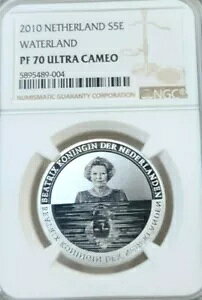 2010 NETHERLAND S5E
WATERLAND
PF 70 ULTRA CAMEO
5895489-004
NUMISMATIC GUARANTY CORPORATION
NGC
BEATRIX KONINGIN DER NEDERLANDEN